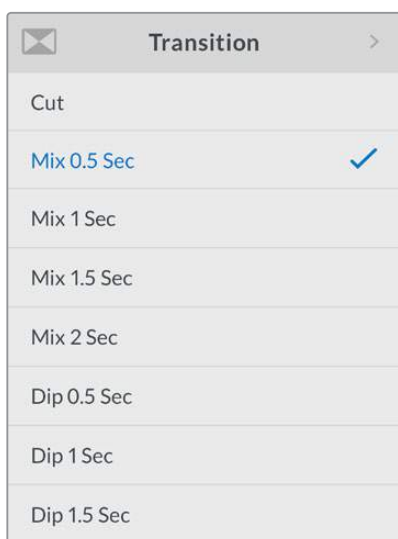 Transition
Cut
Mix 0.5 Sec
Mix 1 Sec
Mix 1.5 Sec
Mix 2 Sec
Dip 0.5 Sec
Dip 1 Sec
Dip 1.5 Sec